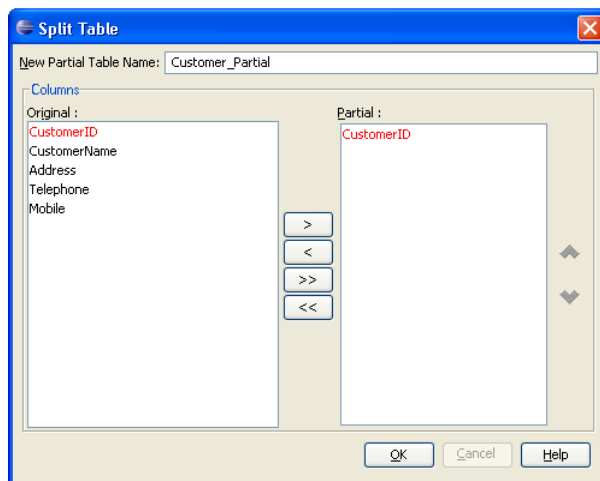 Split Table
New Partial Table Name: Customer_Partial
Columns
Original :
CustomerID
CustomerName
Address
Telephone
Mobile
>
<
>>
<<
Partial :
CustomerID
OK Cancel Help